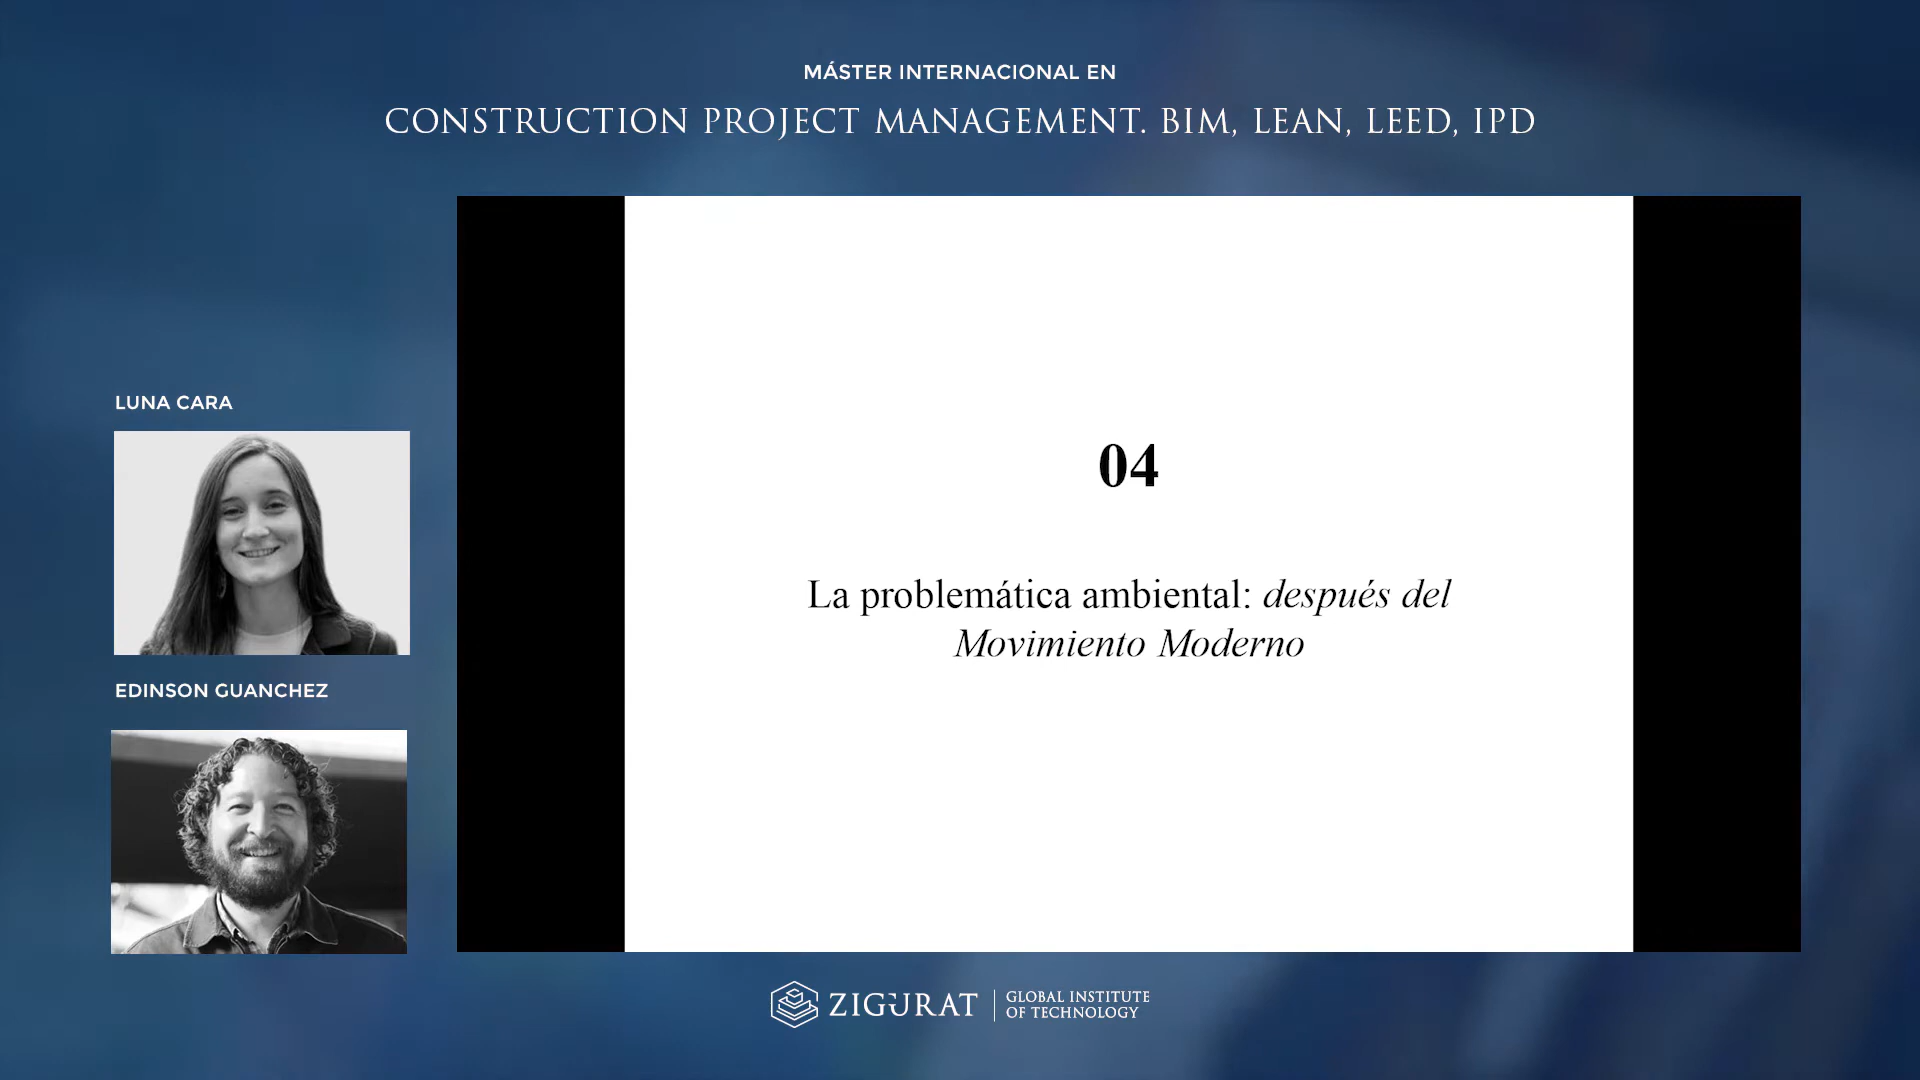 MÁSTER INTERNACIONAL EN
CONSTRUCTION PROJECT MANAGEMENT. BIM, LEAN, LEED, IPD
LUNA CARA
EDINSON GUANCHEZ
04
La problemática ambiental: después del
Movimiento Moderno
ZIGURAT
GLOBAL INSTITUTE
OF TECHNOLOGY